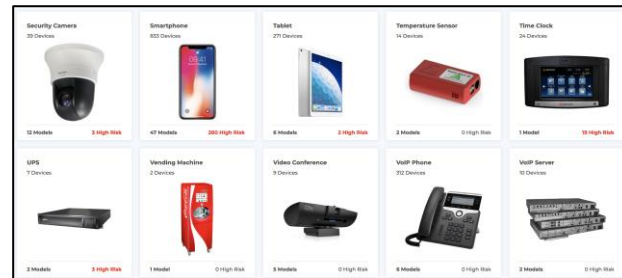 Security Camera
39 Devices
12 Models 3 High Risk
Smartphone
833 Devices
47 Models 280 High Risk
Tablet
271 Devices
6 Models 2 High Risk
Temperature Sensor
14 Devices
2 Models 0 High Risk
Time Clock
24 Devices
1 Model 15 High Risk
UPS
7 Devices
2 Models 3 High Risk
Vending Machine
2 Devices
1 Model 0 High Risk
Video Conference
9 Devices
3 Models 0 High Risk
VoIP Phone
312 Devices
6 Models 0 High Risk
VoIP Server
10 Devices
2 Models 0 High Risk